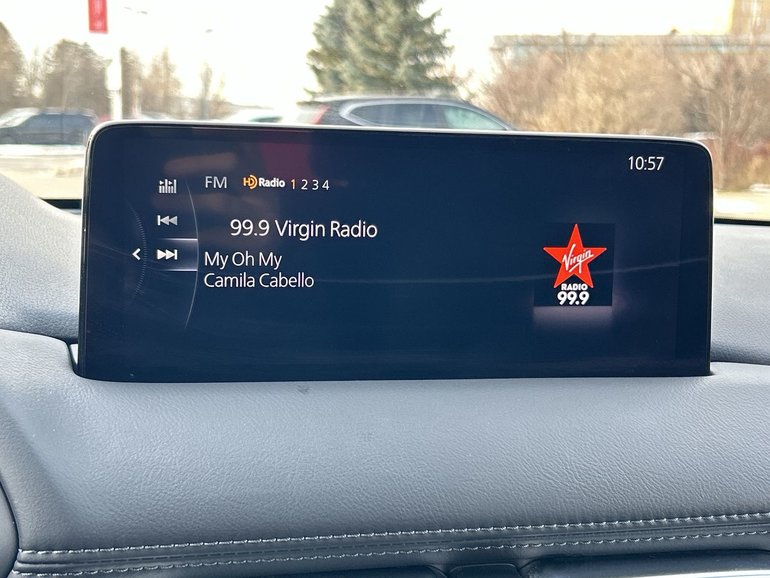 10:57
FM HD Radio 1 2 3 4
99.9 Virgin Radio
My Oh My
Camila Cabello
Virgin
RADIO
99.9